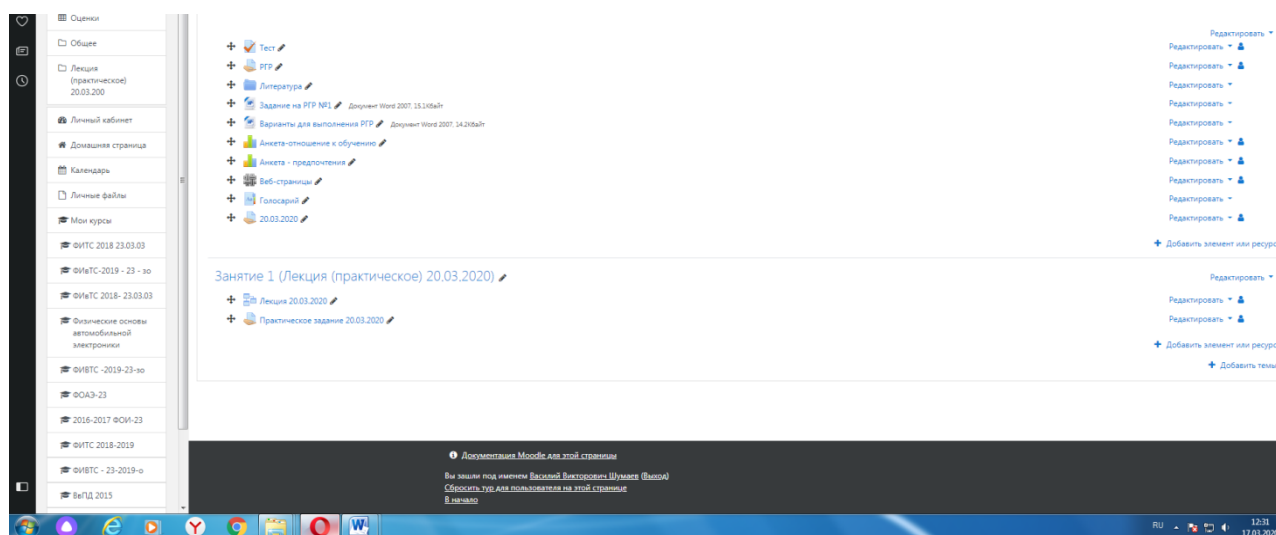 Оценки
Общее
Лекция
(практическое)
20.03.200
Личный кабинет
Домашняя страница
Календарь
Личные файлы
Мои курсы
ФИТС 2018 23.03.03
ФИвТС-2019 - 23 - зо
ФИвТС 2018- 23.03.03
Физические основы
автомобильной
электроники
ФИВТС -2019-23-зо
ФОАЭ-23
2016-2017 ФОИ-23
ФИТС 2018-2019
ФИВТС - 23-2019-о
ВвПД 2015
Редактировать
Тест Редактировать
РГР Редактировать
Литература Редактировать
Задание на РГР №1 Документ Word 2007, 15.1Кбайт Редактировать
Варианты для выполнения РГР Документ Word 2007, 14.2Кбайт Редактировать
Анкета-отношение к обучению Редактировать
Анкета - предпочтения Редактировать
Веб-страницы Редактировать
Голосарий Редактировать
20.03.2020 Редактировать
+ Добавить элемент или ресурс
Занятие 1 (Лекция (практическое) 20.03.2020) Редактировать
Лекция 20.03.2020 Редактировать
Практическое задание 20.03.2020 Редактировать
+ Добавить элемент или ресурс
+ Добавить темы
Документация Moodle для этой страницы
Вы зашли под именем Василий Викторович Шумаев (Выход)
Сбросить тур для пользователя на этой странице
В начало
RU 12:31
17.03.2020